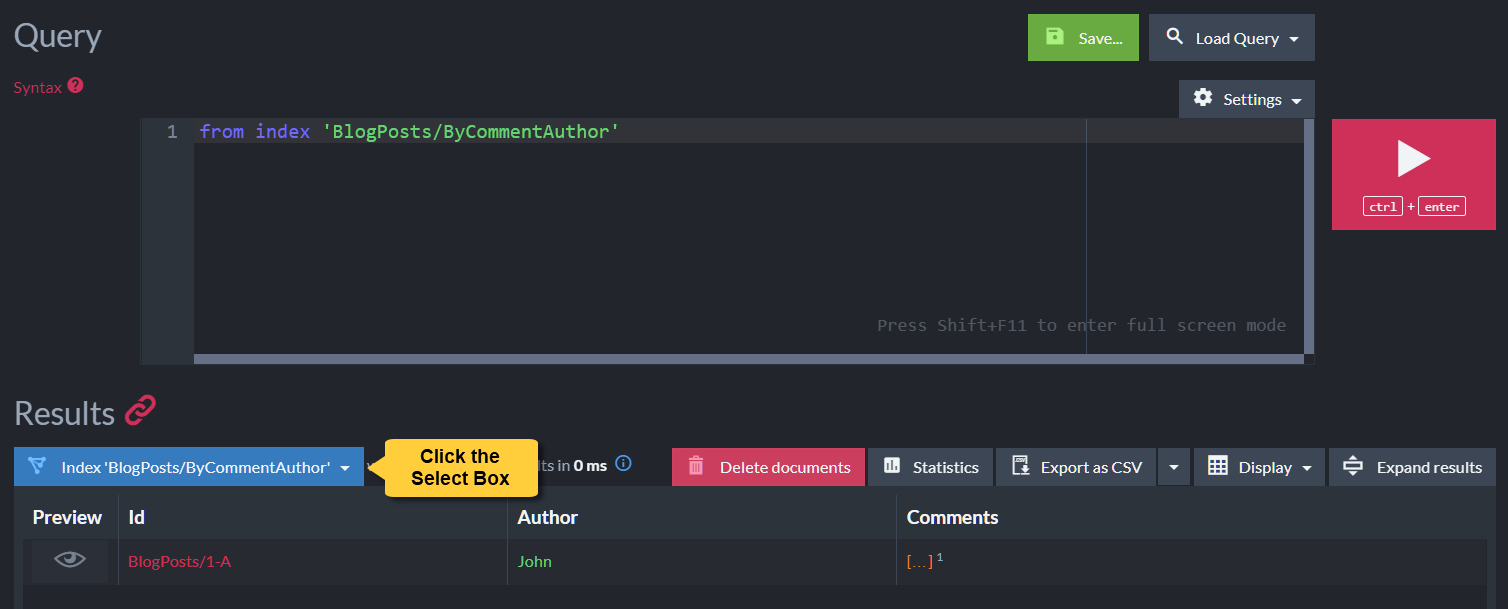 Query
Save...
Load Query
Syntax ?
Settings
1 from index 'BlogPosts/ByCommentAuthor'
ctrl + enter
Press Shift+F11 to enter full screen mode
Results
Index 'BlogPosts/ByCommentAuthor'
Click the
Select Box
in 0 ms
Delete documents
Statistics
CSV
Export as CSV
Display
Expand results
Preview Id Author Comments
BlogPosts/1-A John [...] 1